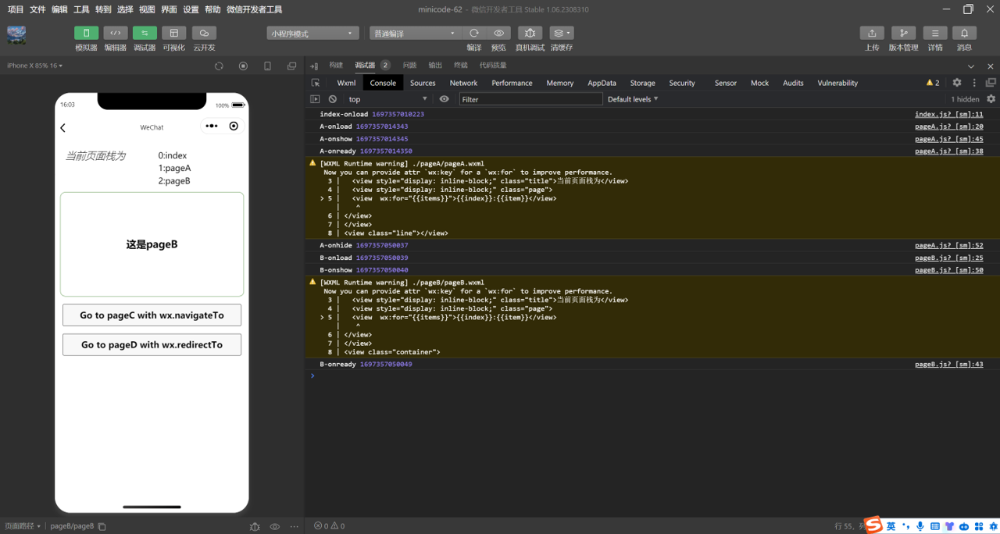 项目 文件 编辑 工具 转到 选择 视图 界面 设置 帮助 微信开发者工具
minicode-62 - 微信开发者工具 Stable 1.06.2308310
模拟器 编辑器 调试器 可视化 云开发
小程序模式
普通编译
编译 预览 真机调试 清缓存
上传 版本管理 详情 消息
iPhone X 85% 16
16:03
100%
WeChat
当前页面栈为
0:index
1:pageA
2:pageB
这是pageB
Go to pageC with wx.navigateTo
Go to pageD with wx.redirectTo
页面路径 | pageB/pageB
构建 调试器 2 问题 输出 终端 代码质量
Wxml Console Sources Network Performance Memory AppData Storage Security Sensor Mock Audits Vulnerability 2
top Filter Default levels 1 hidden
index-onload 1697357010223 index.js? [sm]:11
A-onload 1697357014343 pageA.js? [sm]:20
A-onshow 1697357014345 pageA.js? [sm]:45
A-onready 1697357014350 pageA.js? [sm]:38
[WXML Runtime warning] ./pageA/pageA.wxml
Now you can provide attr `wx:key` for a `wx:for` to improve performance.
3 | <view style="display: inline-block;" class="title">当前页面栈为</view>
4 | <view style="display: inline-block;" class="page">
> 5 | <view  wx:for="{{items}}">{{index}}:{{item}}</view>
| ^
6 | </view>
7 | </view>
8 | <view class="line"></view>
A-onhide 1697357050037 pageA.js? [sm]:52
B-onload 1697357050039 pageB.js? [sm]:25
B-onshow 1697357050040 pageB.js? [sm]:50
[WXML Runtime warning] ./pageB/pageB.wxml
Now you can provide attr `wx:key` for a `wx:for` to improve performance.
3 | <view style="display: inline-block;" class="title">当前页面栈为</view>
4 | <view style="display: inline-block;" class="page">
> 5 | <view  wx:for="{{items}}">{{index}}:{{item}}</view>
| ^
6 | </view>
7 | </view>
8 | <view class="container">
B-onready 1697357050049 pageB.js? [sm]:43
>
0 0
行 55，列
S 英